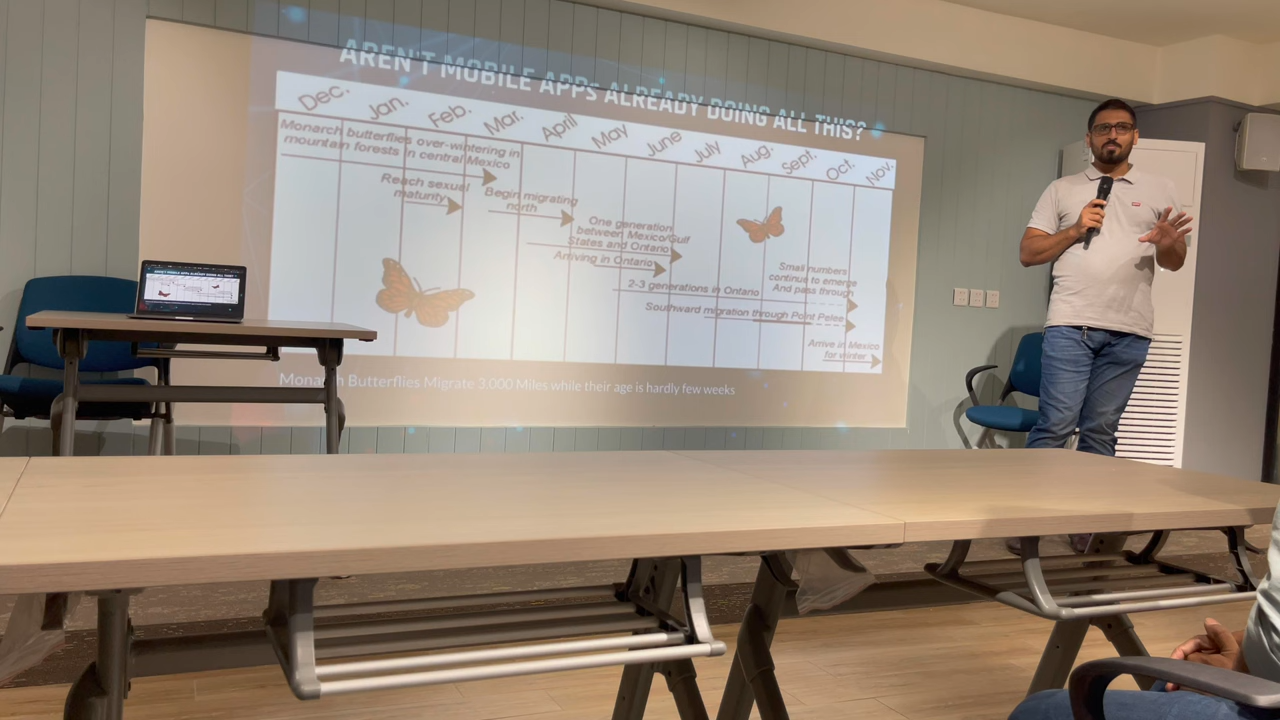 AREN'T MOBILE APPs ALREADY DOING ALL THIS?
Dec. Jan. Feb. Mar. April May June July Aug. Sept. Oct. Nov.
Monarch butterflies over-wintering in
mountain forests in central Mexico
Reach sexual
maturity
Begin migrating
north
One generation
between Mexico/Gulf
States and Ontario
Arriving in Ontario
2-3 generations in Ontario
Small numbers
continue to emerge
And pass through
Southward migration through Point Pelee
Arrive in Mexico
for winter
Monarch Butterflies Migrate 3,000 Miles while their age is hardly few weeks